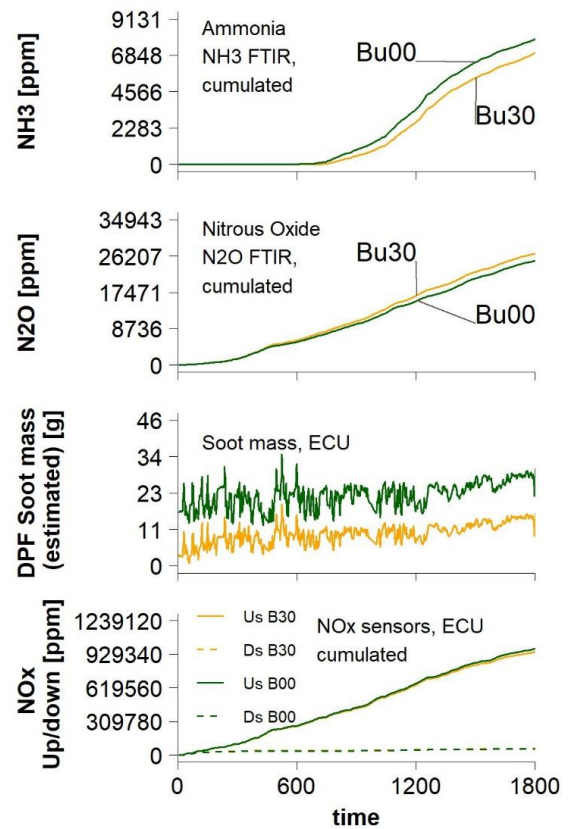 9131
6848
4566
2283
0
NH3 [ppm]
Ammonia
NH3 FTIR,
cumulated
Bu00
Bu30
34943
26207
17471
8736
0
N2O [ppm]
Nitrous Oxide
N2O FTIR,
cumulated
Bu30
Bu00
46
34
23
11
0
DPF Soot mass
(estimated) [g]
Soot mass, ECU
1239120
929340
619560
309780
0
NOx
Up/down [ppm]
Us B30
Ds B30
Us B00
Ds B00
NOx sensors, ECU
cumulated
0 600 1200 1800
time